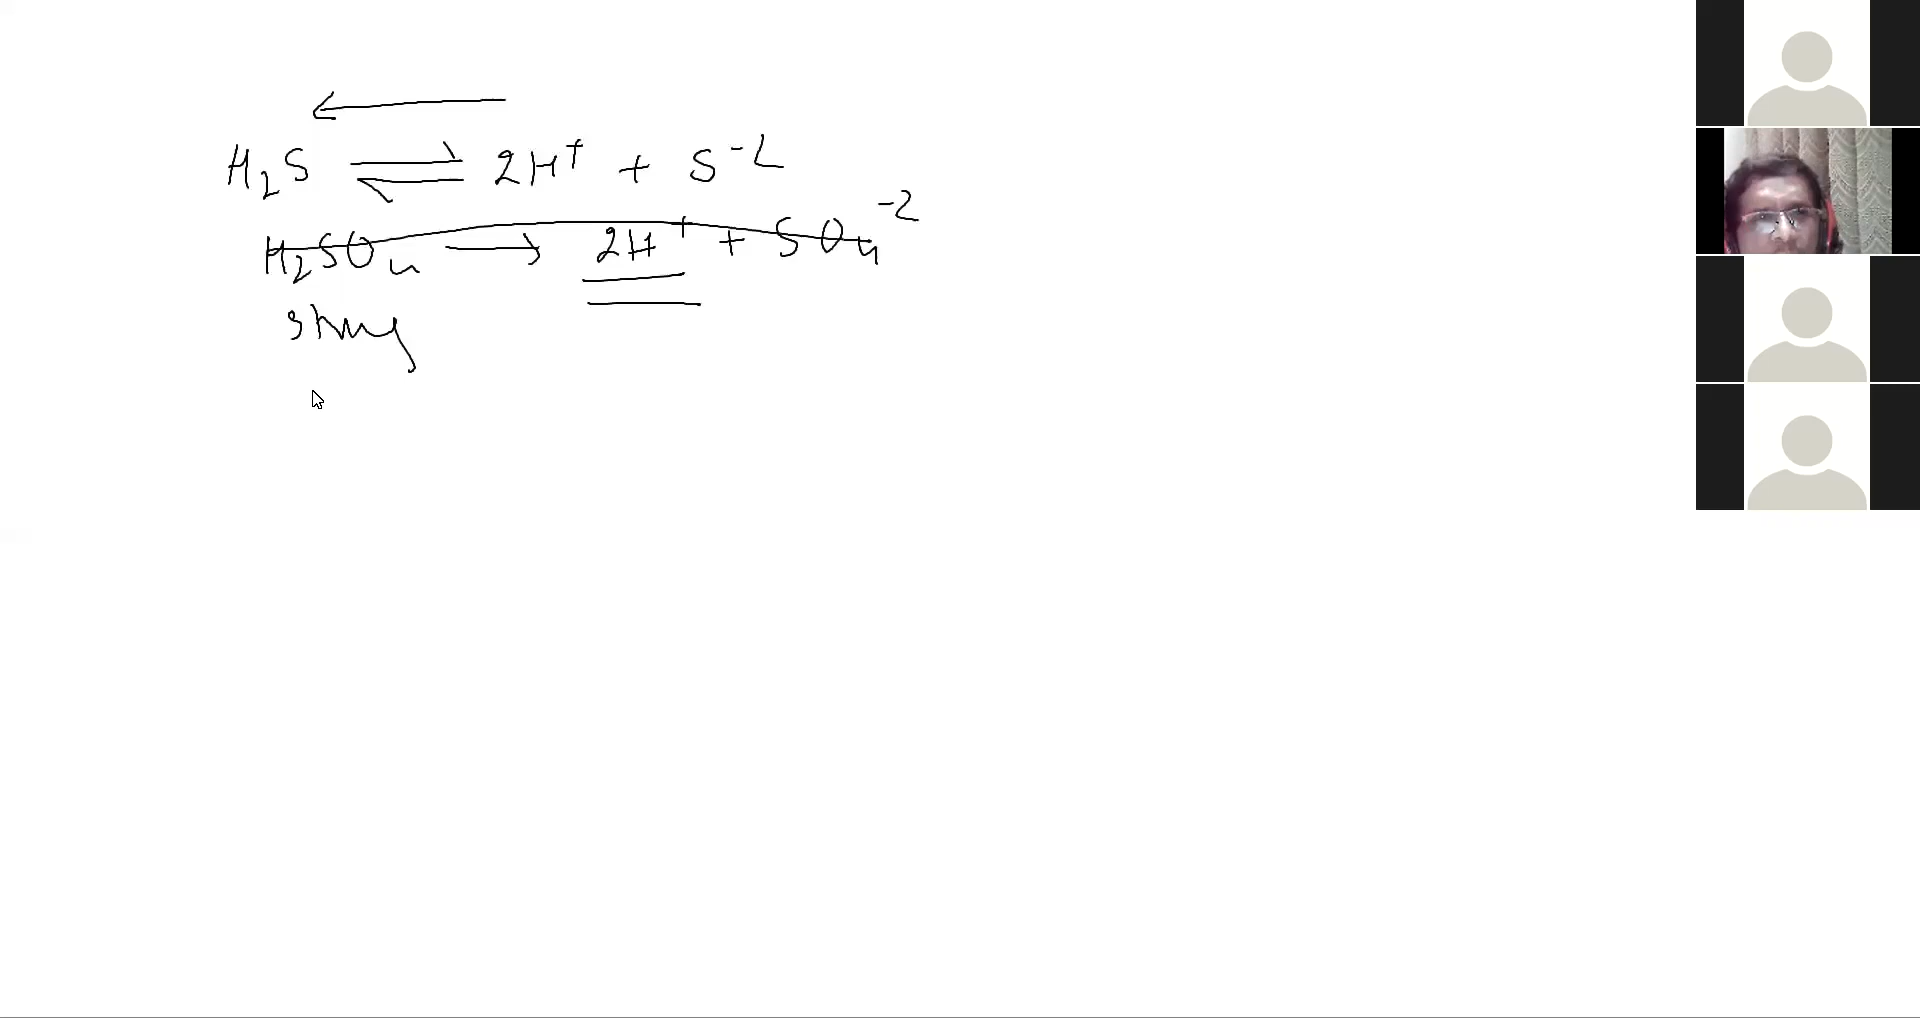 H₂S ⇌ 2H⁺ + S⁻²
H₂SO₄ → 2H⁺ + SO₄⁻²
strong